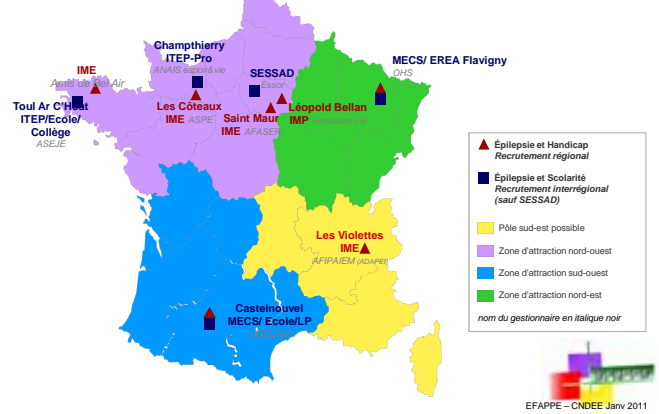 Champthierry
ITEP-Pro
ANAIS espoir&vie
MECS/ EREA Flavigny
OHS
IME
Amis de Bel Air
SESSAD
Essor
Toul Ar C'Hoat
ITEP/Ecole/
Collège
ASEJE
Les Côteaux
IME ASPE
Saint Maur
IME AFASER
Léopold Bellan
IMP Fondation LB
Les Violettes
IME
AFIPAIEM (ADAPEI)
Castelnouvel
MECS/ Ecole/LP
Épilepsie et Handicap
Recrutement régional
Épilepsie et Scolarité
Recrutement interrégional
(sauf SESSAD)
Pôle sud-est possible
Zone d'attraction nord-ouest
Zone d'attraction sud-ouest
Zone d'attraction nord-est
nom du gestionnaire en italique noir
EFAPPE – CNDEE Janv 2011